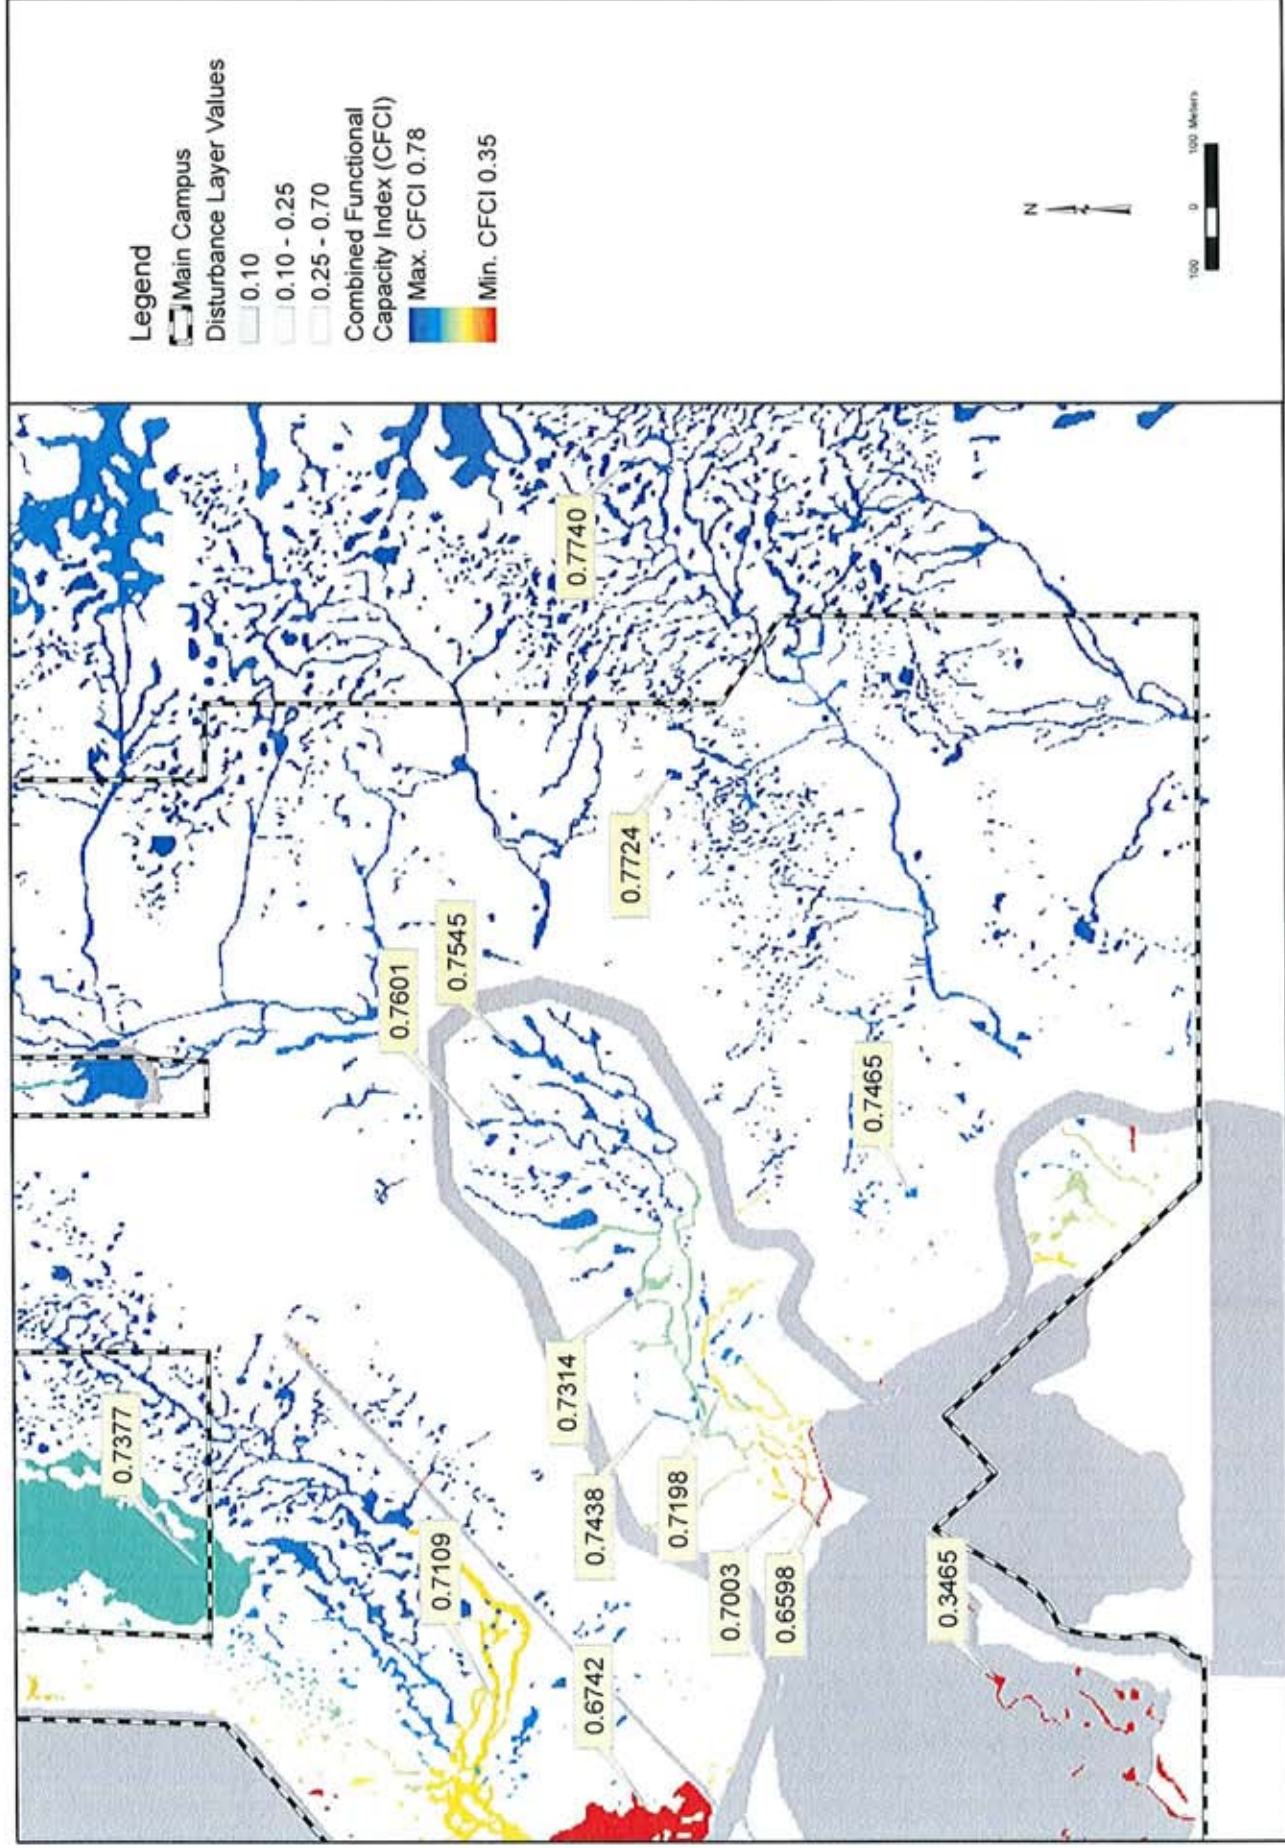 Legend
Main Campus
Disturbance Layer Values
0.10
0.10 - 0.25
0.25 - 0.70
Combined Functional
Capacity Index (CFCI)
Max. CFCI 0.78
Min. CFCI 0.35
N
100 0 100 Meters
0.7377
0.7109
0.6742
0.7601
0.7545
0.7314
0.7438
0.7198
0.7003
0.6598
0.3465
0.7740
0.7724
0.7465